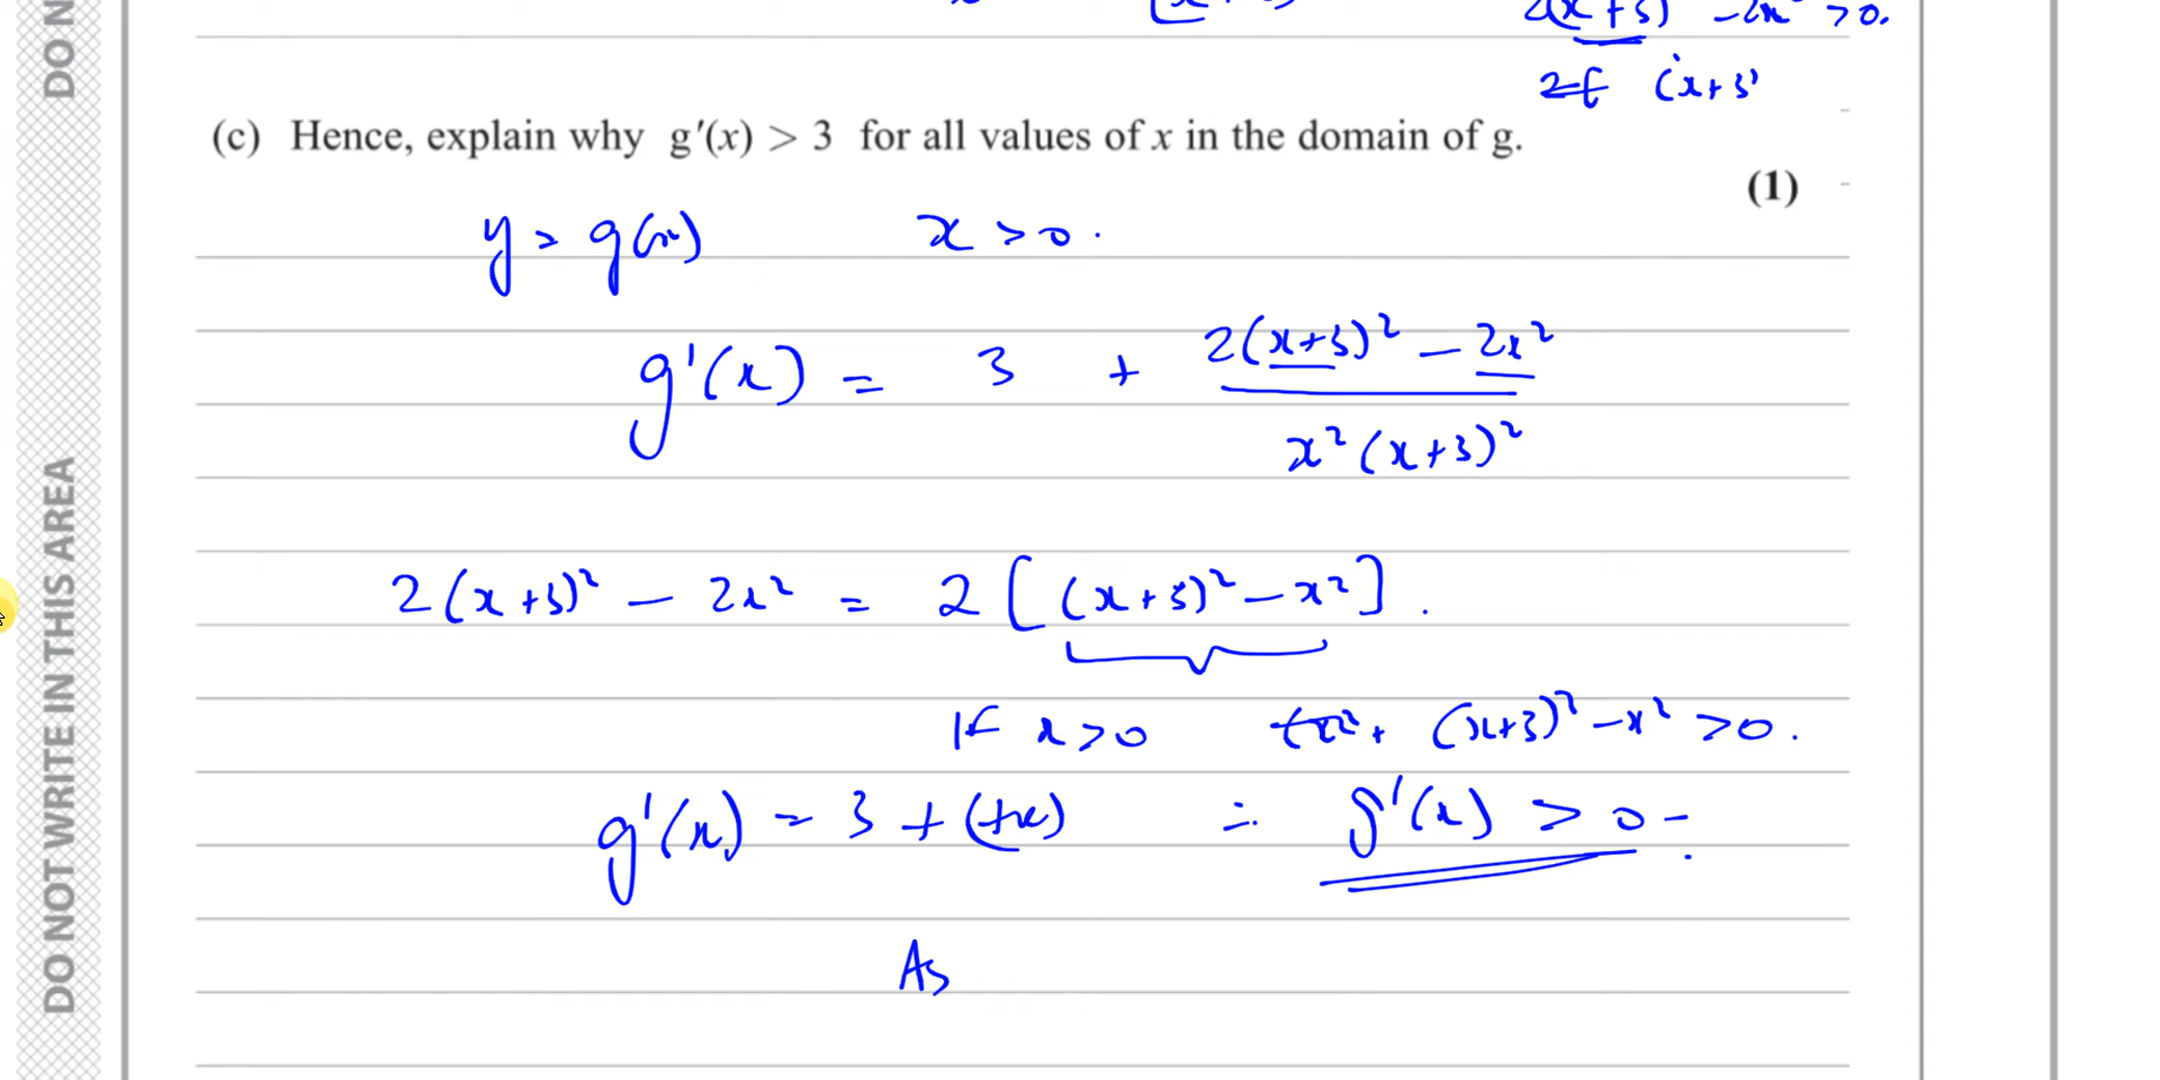 DO N
2(x+3) -2x² >0.
2f (x+3)
(c) Hence, explain why g′(x) > 3 for all values of x in the domain of g.
(1)
y = g(x) x >0.
g'(x) = 3 + 2(x+3)² - 2x²
x²(x+3)²
2(x+3)² - 2x² = 2[(x+3)²-x²].
If x>0 (x+3)²-x² >0.
g'(x) = 3 + (+ve) ∴ g'(x) > 0
As
DO NOT WRITE IN THIS AREA